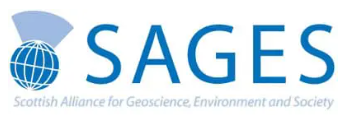 SAGES
Scottish Alliance for Geoscience, Environment and Society